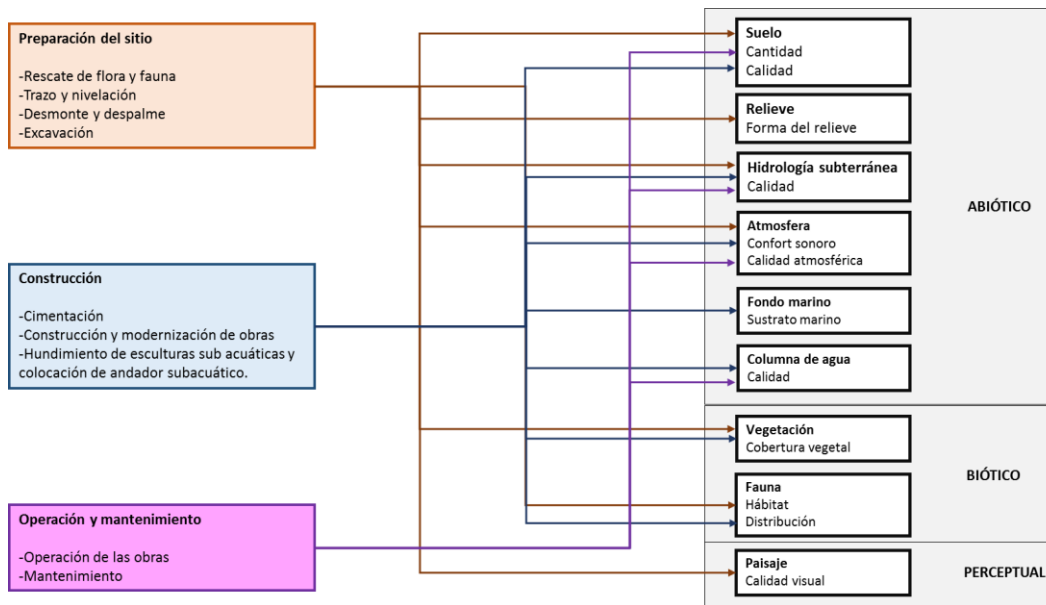 Preparación del sitio
-Rescate de flora y fauna
-Trazo y nivelación
-Desmonte y despalme
-Excavación
Construcción
-Cimentación
-Construcción y modernización de obras
-Hundimiento de esculturas sub acuáticas y
colocación de andador subacuático.
Operación y mantenimiento
-Operación de las obras
-Mantenimiento
Suelo
Cantidad
Calidad
Relieve
Forma del relieve
Hidrología subterránea
Calidad
Atmosfera
Confort sonoro
Calidad atmosférica
Fondo marino
Sustrato marino
Columna de agua
Calidad
ABIÓTICO
Vegetación
Cobertura vegetal
Fauna
Hábitat
Distribución
BIÓTICO
Paisaje
Calidad visual
PERCEPTUAL